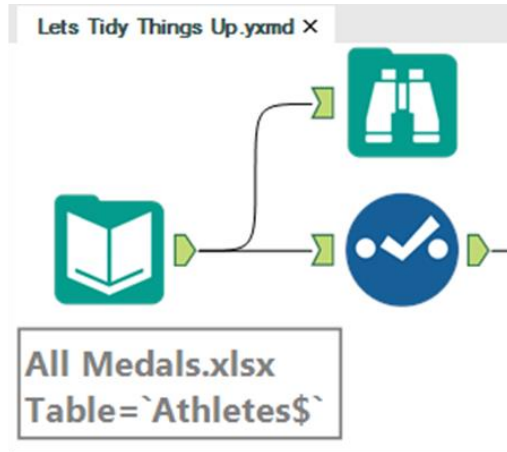 Lets Tidy Things Up.yxmd ×
All Medals.xlsx
Table=`Athletes$`